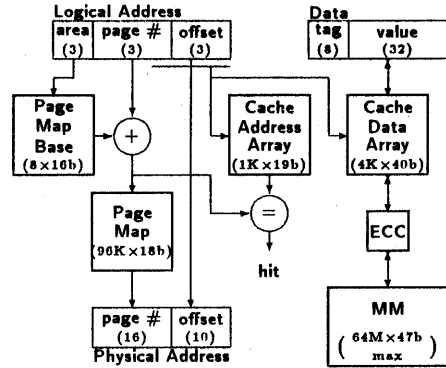 Logical Address
Data
area page # offset
(3) (3) (3)
tag value
(8) (32)
Page
Map
Base
(8×16b)
+
Cache
Address
Array
(1K×19b)
Cache
Data
Array
(4K×40b)
Page
Map
(96K×18b)
=
hit
ECC
MM
( 64M×47b )
max
page # offset
(16) (10)
Physical Address